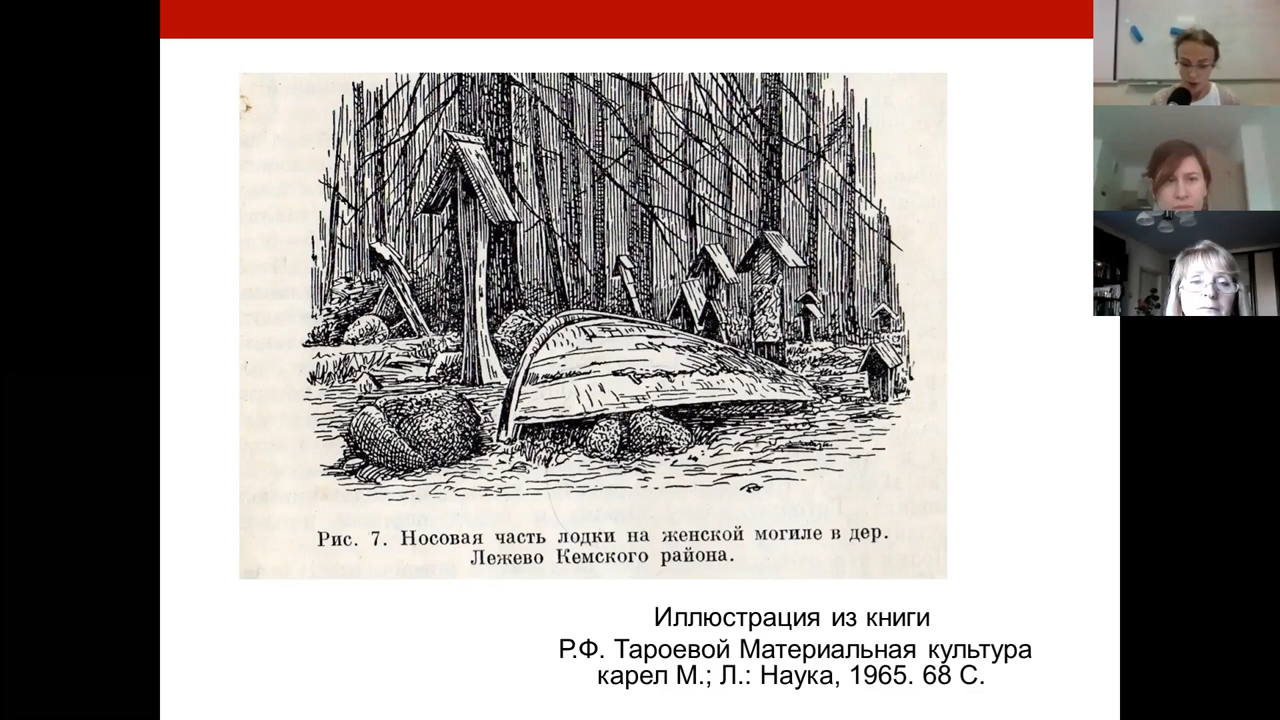 Рис. 7. Носовая часть лодки на женской могиле в дер.
Лежево Кемского района.
Иллюстрация из книги
Р.Ф. Тароевой Материальная культура
карел М.; Л.: Наука, 1965. 68 С.